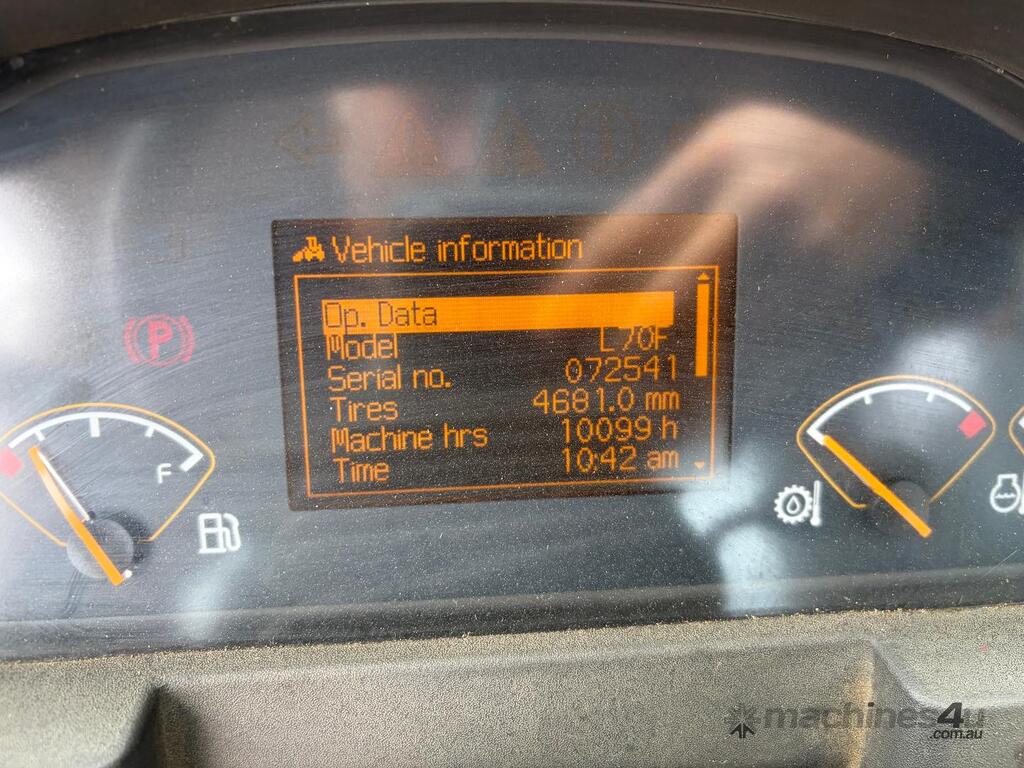 Vehicle information
Op. Data
Model L70F
Serial no. 072541
Tires 4681.0 mm
Machine hrs 10099 h
Time 10:42 am
P
F
machines4u
.com.au